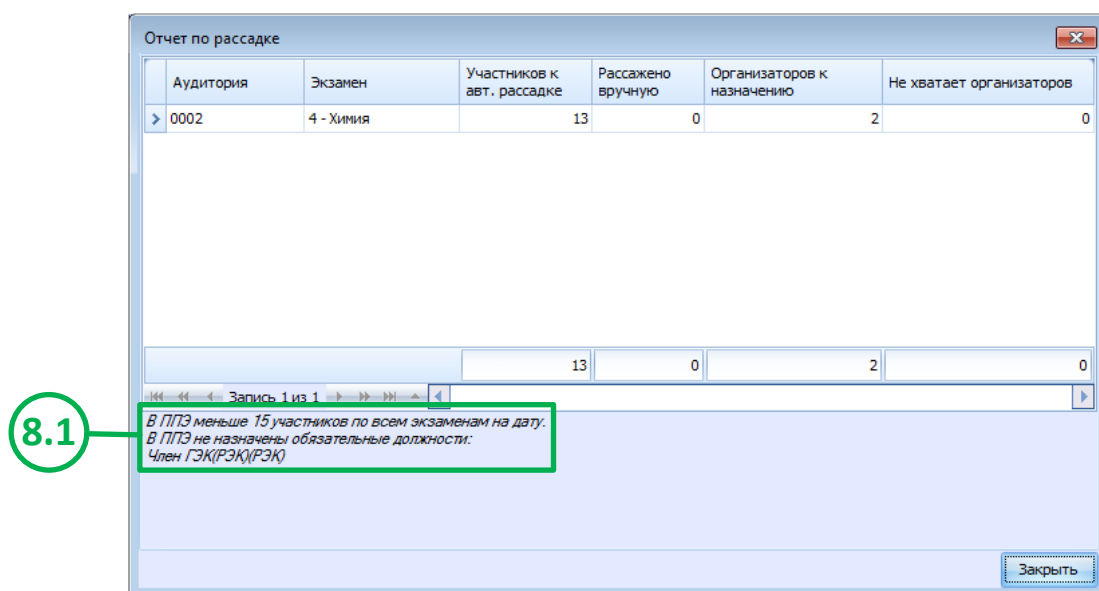 Отчет по рассадке
Аудитория Экзамен Участников к авт. рассадке Рассажено вручную Организаторов к назначению Не хватает организаторов
0002 4 - Химия 13 0 2 0
13 0 2 0
Запись 1 из 1
8.1
В ППЭ меньше 15 участников по всем экзаменам на дату.
В ППЭ не назначены обязательные должности:
Член ГЭК(РЭК)(РЭК)
Закрыть